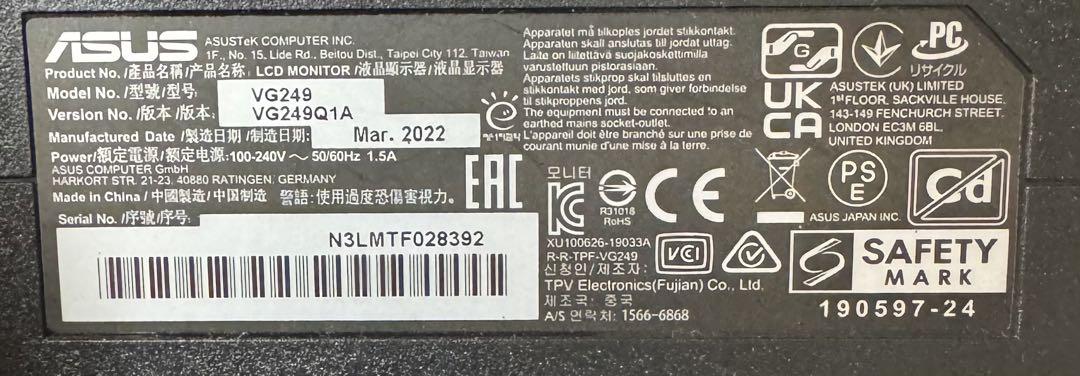 ASUS
ASUSTeK COMPUTER INC.
1F., No. 15, Lide Rd., Beitou Dist., Taipei City 112, Taiwan
Product No. /產品名稱/产品名称: LCD MONITOR /液晶顯示器/液晶显示器
Model No. /型號/型号: VG249
Version No. /版本 /版本: VG249Q1A
Manufactured Date /製造日期 /制造日期: Mar. 2022
Power/額定電源/额定电源:100-240V～ 50/60Hz 1.5A
ASUS COMPUTER GmbH
HARKORT STR. 21-23, 40880 RATINGEN, GERMANY
Made in China / 中國製造/中国制造 警語:使用過度恐傷害視力。
EAC
Serial No. /序號/序号:
N3LMTF028392
Apparatet må tilkoples jordet stikkontakt.
Apparaten skall anslutas till jordat uttag.
Laite on liitettävä suojakoskettimilla
varustettuun pistorasiaan.
Apparatets stikprop skal tilsluttes en
stikkontakt med jord, som giver forbindelse
til stikproppens jord.
The equipment must be connected to an
earthed mains socket-outlet.
L'appareil doit être branché sur une prise de
courant munie d'une mise à la terre.
모니터
R31018
RoHS
CE
XU100626-19033A
R-R-TPF-VG249
신청인/제조자:
TPV Electronics(Fujian) Co., Ltd.
제조국: 중국
A/S 연락처: 1566-6868
VCI
G
PC
リサイクル
UK
CA
ASUSTEK (UK) LIMITED
1ST FLOOR, SACKVILLE HOUSE,
143-149 FENCHURCH STREET.
LONDON EC3M 6BL,
UNITED KINGDOM
PS
E
ASUS JAPAN INC.
Cd
SAFETY
MARK
190597-24